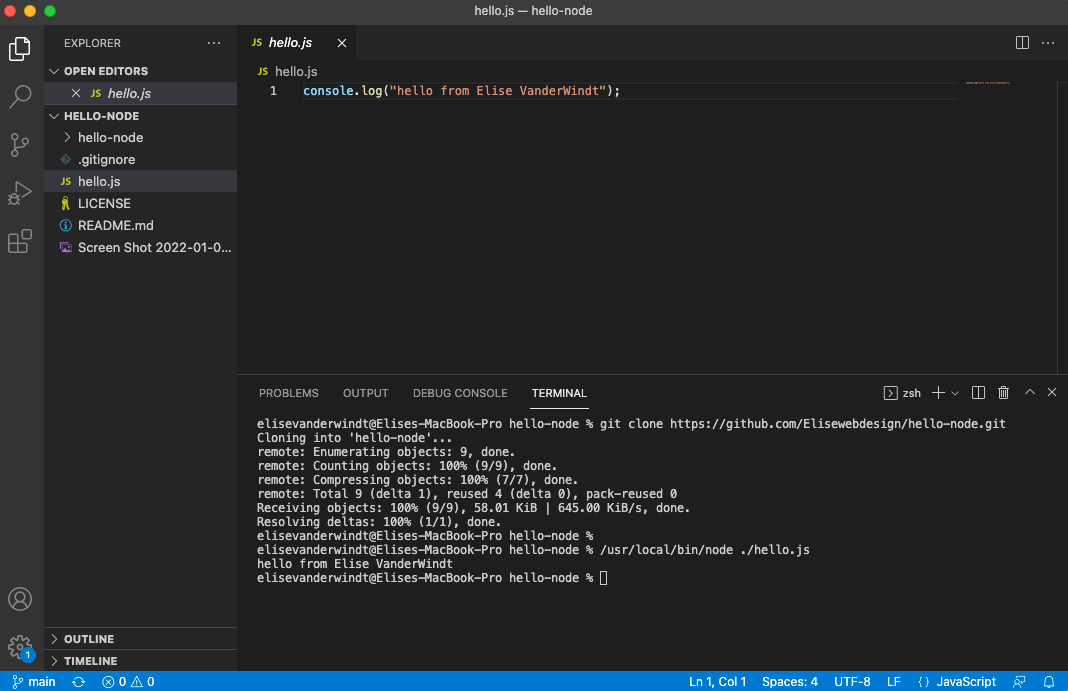 hello.js — hello-node
EXPLORER
OPEN EDITORS
JS hello.js
HELLO-NODE
hello-node
.gitignore
JS hello.js
LICENSE
README.md
Screen Shot 2022-01-0...
OUTLINE
TIMELINE
JS hello.js
JS hello.js
1 console.log("hello from Elise VanderWindt");
PROBLEMS OUTPUT DEBUG CONSOLE TERMINAL zsh
elisevanderwindt@Elises-MacBook-Pro hello-node % git clone https://github.com/Elisewebdesign/hello-node.git
Cloning into 'hello-node'...
remote: Enumerating objects: 9, done.
remote: Counting objects: 100% (9/9), done.
remote: Compressing objects: 100% (7/7), done.
remote: Total 9 (delta 1), reused 4 (delta 0), pack-reused 0
Receiving objects: 100% (9/9), 58.01 KiB | 645.00 KiB/s, done.
Resolving deltas: 100% (1/1), done.
elisevanderwindt@Elises-MacBook-Pro hello-node %
elisevanderwindt@Elises-MacBook-Pro hello-node % /usr/local/bin/node ./hello.js
hello from Elise VanderWindt
elisevanderwindt@Elises-MacBook-Pro hello-node %
1
main 0 0 Ln 1, Col 1 Spaces: 4 UTF-8 LF {} JavaScript